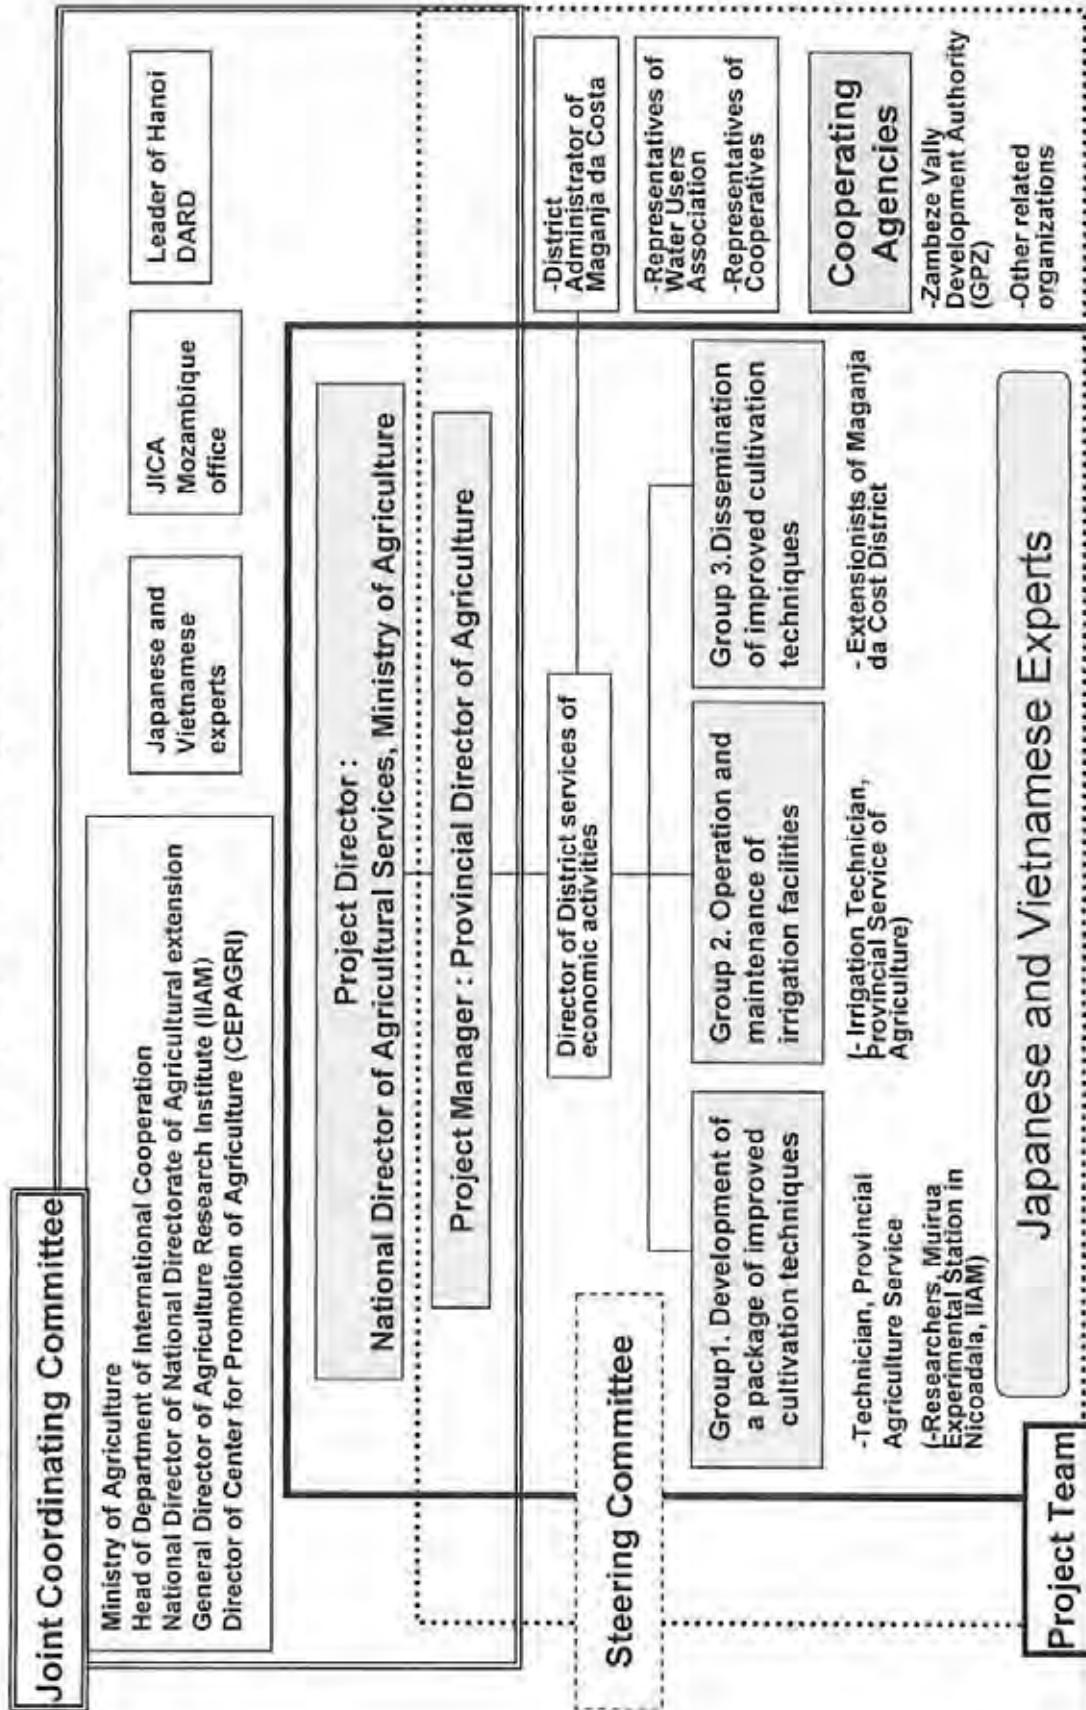 Joint Coordinating Committee
Ministry of Agriculture
Head of Department of International Cooperation
National Director of National Directorate of Agricultural extension
General Director of Agriculture Research Institute (IIAM)
Director of Center for Promotion of Agriculture (CEPAGRI)
Japanese and
Vietnamese
experts
JICA
Mozambique
office
Leader of Hanoi
DARD
Project Director :
National Director of Agricultural Services, Ministry of Agriculture
Project Manager : Provincial Director of Agriculture
Steering Committee
Director of District services of
economic activities
-District
Administrator of
Maganja da Costa
-Representatives of
Water Users
Association
-Representatives of
Cooperatives
Group1. Development of
a package of improved
cultivation techniques
Group 2. Operation and
maintenance of
irrigation facilities
Group 3.Dissemination
of improved cultivation
techniques
Cooperating
Agencies
-Technician, Provincial
Agriculture Service
(-Researchers, Muirua
Experimental Station in
Nicoadala, IIAM)
(- Irrigation Technician,
Provincial Service of
Agriculture)
- Extensionists of Maganja
da Cost District
-Zambeze Vally
Development Authority
(GPZ)
-Other related
organizations
Japanese and Vietnamese Experts
Project Team